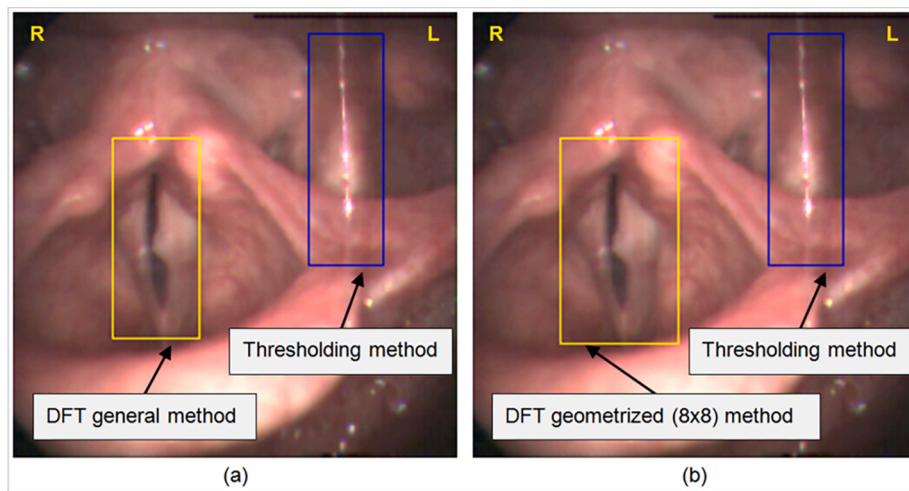 R L
Thresholding method
DFT general method
(a)
R L
Thresholding method
DFT geometrized (8x8) method
(b)